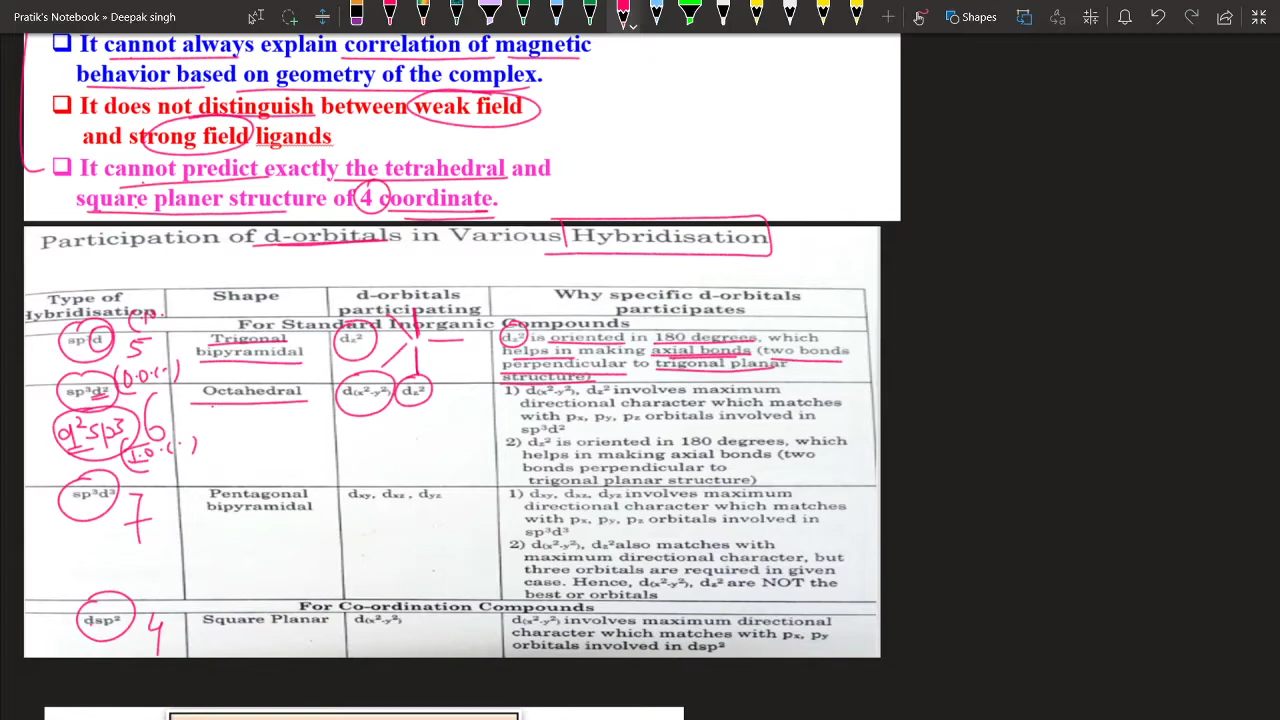 Pratik's Notebook » Deepak singh
Shapes
❑ It cannot always explain correlation of magnetic
behavior based on geometry of the complex.
❑ It does not distinguish between weak field
and strong field ligands
❑ It cannot predict exactly the tetrahedral and
square planer structure of 4 coordinate.
Participation of d-orbitals in Various Hybridisation
Type of Hybridisation.
Shape
d-orbitals participating
Why specific d-orbitals participates
For Standard Inorganic Compounds
sp³d
5
Trigonal bipyramidal
dz²
dz² is oriented in 180 degrees, which
helps in making axial bonds (two bonds
perpendicular to trigonal planar
structure)
sp³d²
(O.O.C.)
d²sp³
6
(I.O.C.)
Octahedral
d(x²-y²) dz²
1) d(x²-y²), dz² involves maximum
directional character which matches
with px, py, pz orbitals involved in
sp³d²
2) dz² is oriented in 180 degrees, which
helps in making axial bonds (two
bonds perpendicular to
trigonal planar structure)
sp³d³
7
Pentagonal
bipyramidal
dxy, dxz , dyz
1) dxy, dxz, dyz involves maximum
directional character which matches
with px, py, pz orbitals involved in
sp³d³
2) d(x²-y²), dz² also matches with
maximum directional character, but
three orbitals are required in given
case. Hence, d(x²-y²), dz² are NOT the
best or orbitals
For Co-ordination Compounds
dsp²
4
Square Planar
d(x²-y²)
d(x²-y²) involves maximum directional
character which matches with px, py
orbitals involved in dsp²